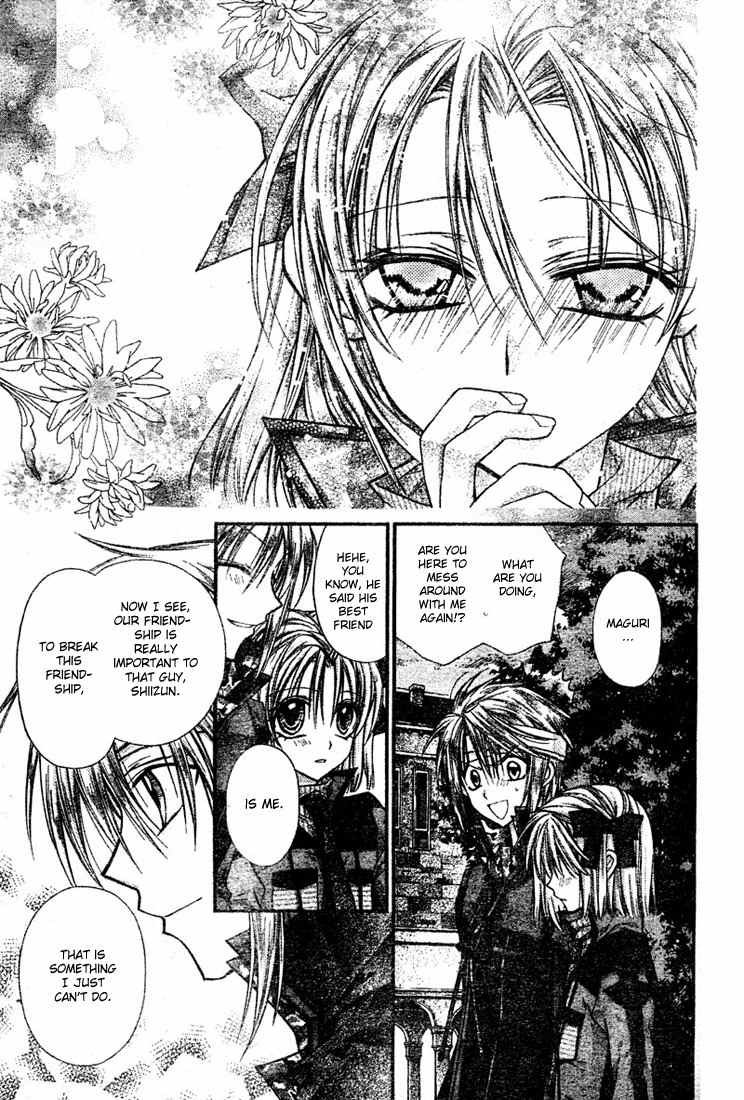 MAGURI
...
WHAT
ARE YOU
DOING,
ARE YOU
HERE TO
MESS
AROUND
WITH ME
AGAIN!?
HEHE,
YOU
KNOW, HE
SAID HIS
BEST
FRIEND
IS ME.
NOW I SEE,
OUR FRIEND-
SHIP IS
REALLY
IMPORTANT TO
THAT GUY,
SHIIZUN.
TO BREAK
THIS
FRIEND-
SHIP,
THAT IS
SOMETHING
I JUST
CAN'T DO.